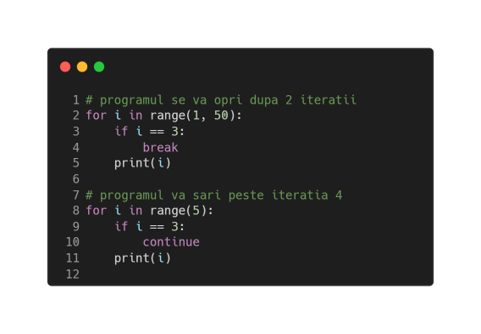 1 # programul se va opri dupa 2 iteratii
2 for i in range(1, 50):
3     if i == 3:
4         break
5     print(i)
6
7 # programul va sari peste iteratia 4
8 for i in range(5):
9     if i == 3:
10         continue
11     print(i)
12